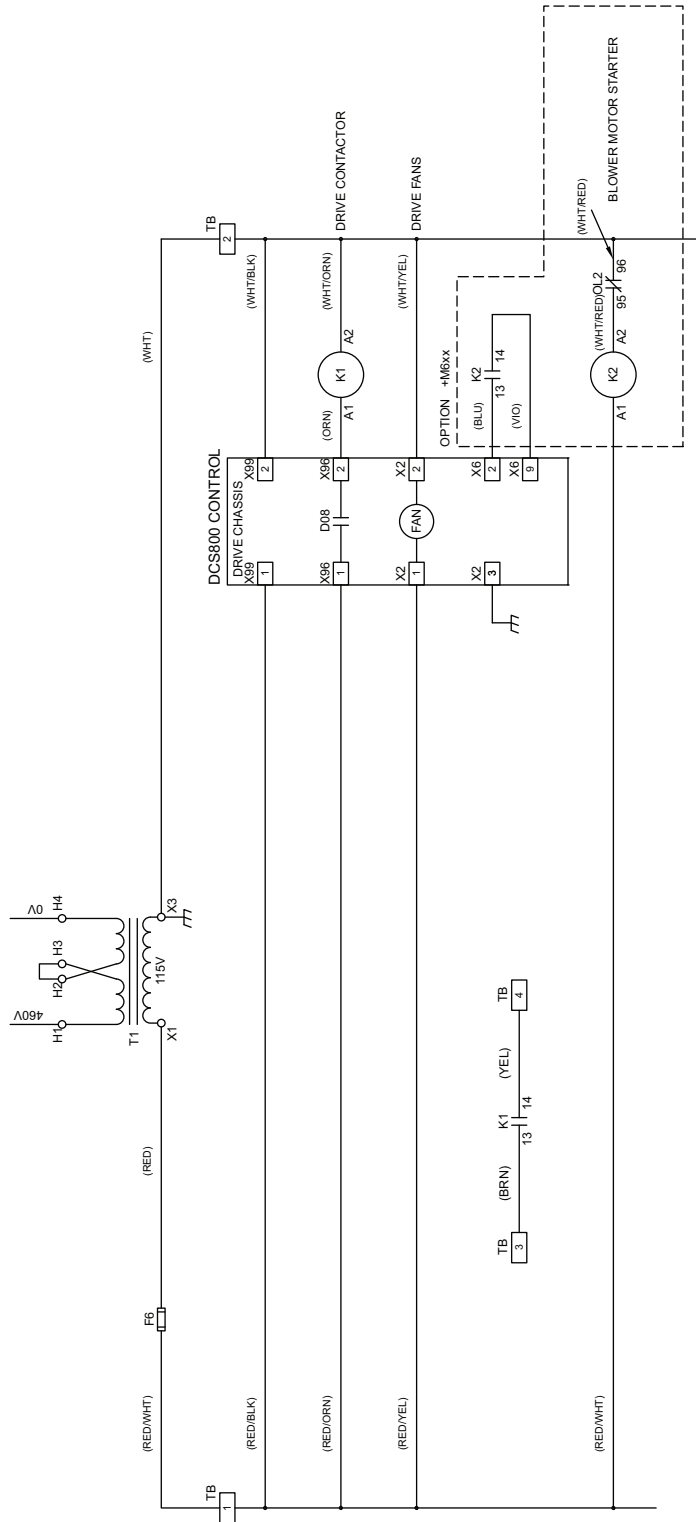 460V
0V
H1
H2
H3
H4
T1
115V
X1
X3
F6
(RED/WHT)
(RED)
(WHT)
TB
1
TB
2
DCS800 CONTROL
DRIVE CHASSIS
(RED/BLK)
X99
1
X99
2
(WHT/BLK)
(RED/ORN)
X96
1
D08
X96
2
(ORN)
A1
K1
A2
(WHT/ORN)
DRIVE CONTACTOR
(RED/YEL)
X2
1
FAN
X2
2
(WHT/YEL)
DRIVE FANS
OPTION +M6xx
X2
3
X6
2
(BLU)
K2
13
14
X6
9
(VIO)
TB
3
(BRN)
K1
13
14
(YEL)
TB
4
(RED/WHT)
A1
K2
A2
(WHT/RED)
OL2
95
96
(WHT/RED)
BLOWER MOTOR STARTER